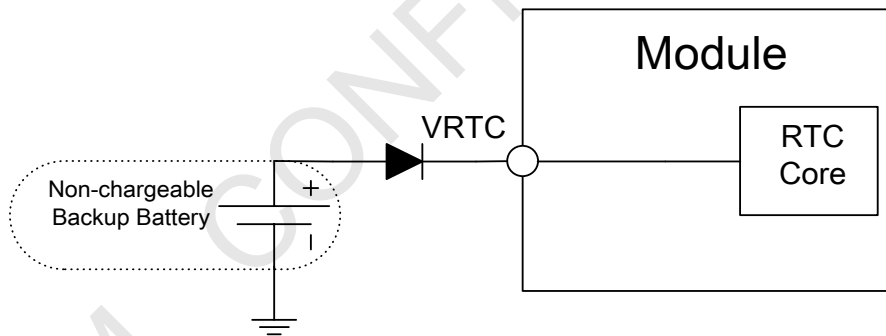 Module
VRTC
RTC
Core
Non-chargeable
Backup Battery
+